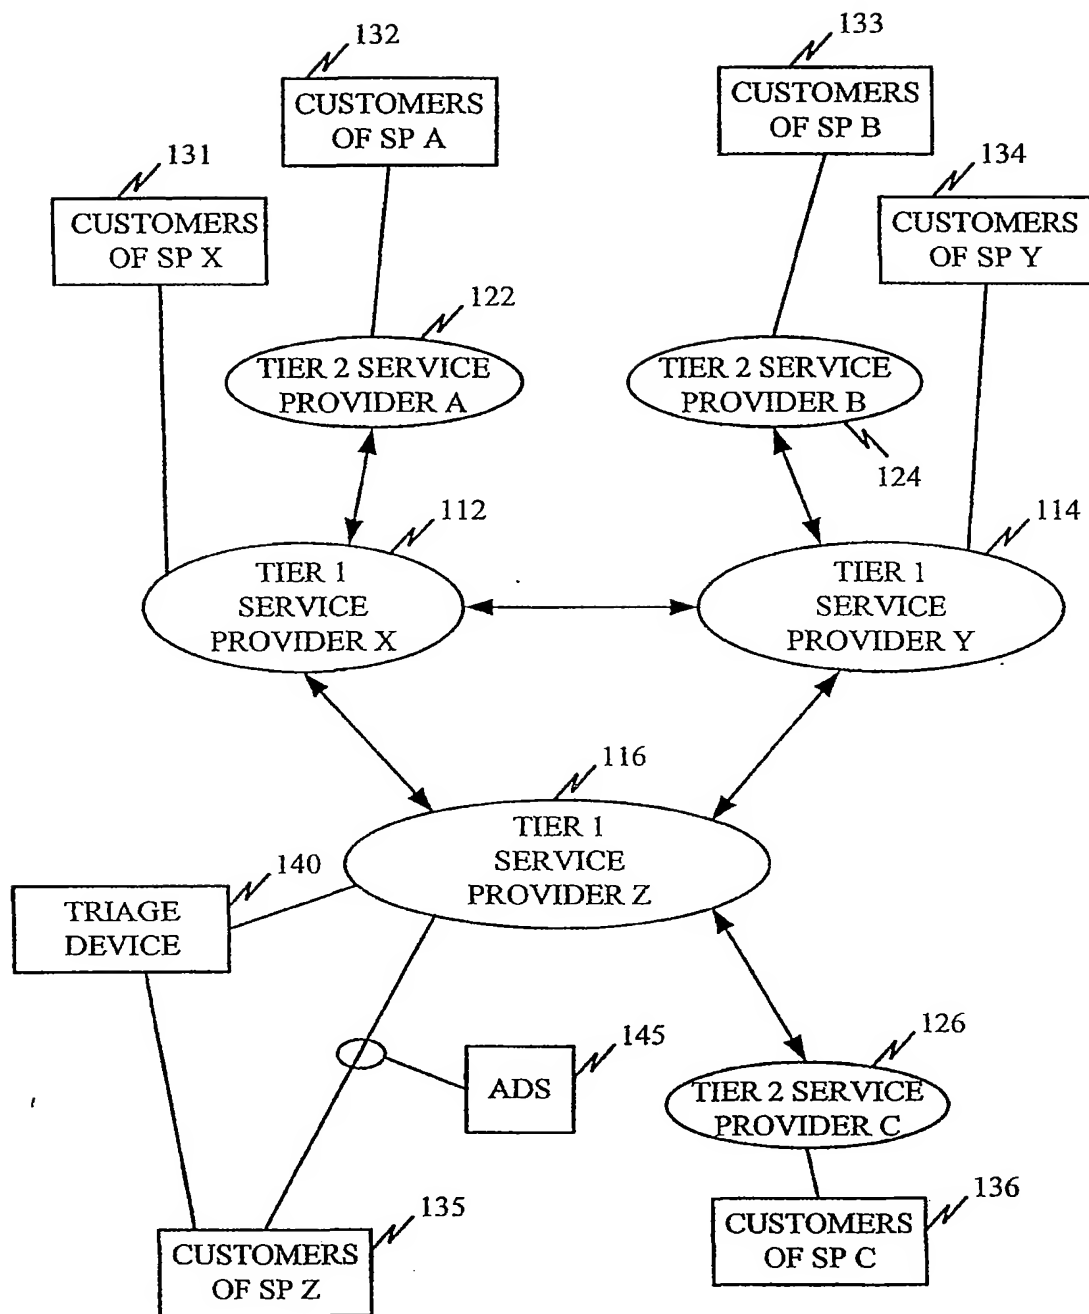 132
133
CUSTOMERS
OF SP A
CUSTOMERS
OF SP B
131
134
CUSTOMERS
OF SP X
CUSTOMERS
OF SP Y
122
TIER 2 SERVICE
PROVIDER A
TIER 2 SERVICE
PROVIDER B
124
112
114
TIER 1
SERVICE
PROVIDER X
TIER 1
SERVICE
PROVIDER Y
116
TIER 1
SERVICE
PROVIDER Z
140
TRIAGE
DEVICE
145
ADS
126
TIER 2 SERVICE
PROVIDER C
135
CUSTOMERS
OF SP Z
136
CUSTOMERS
OF SP C